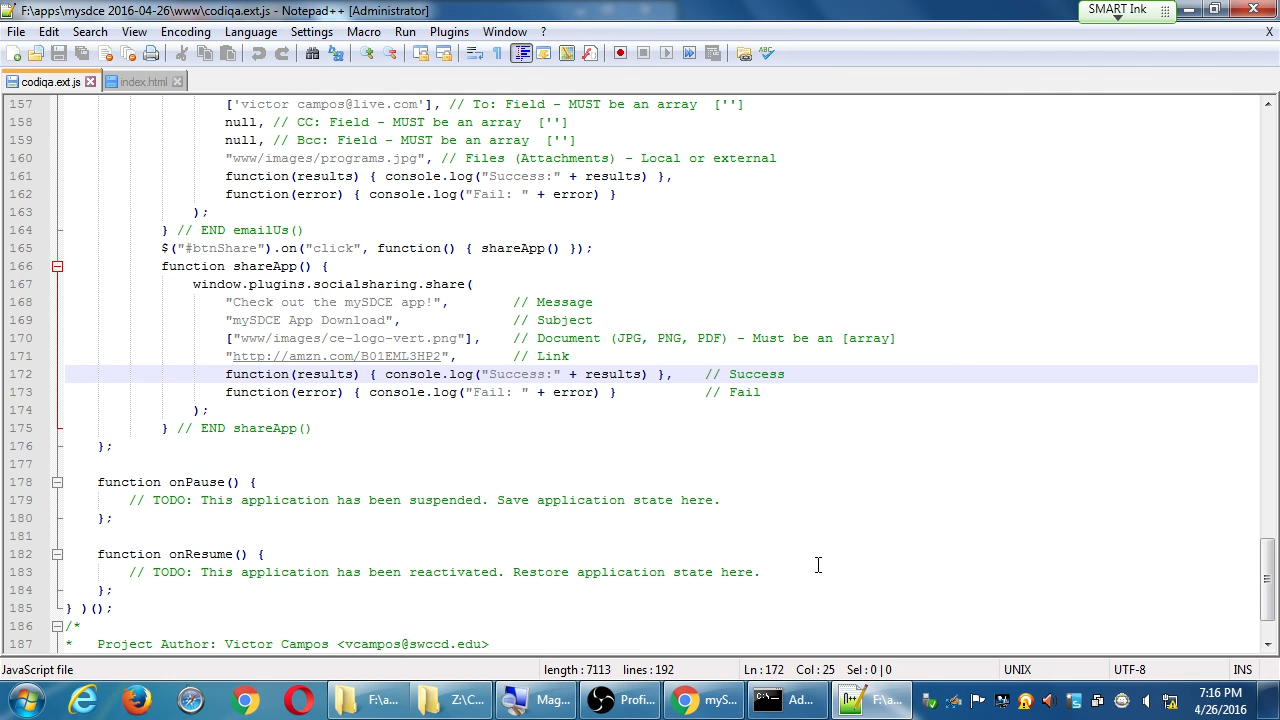 F:\apps\mysdce 2016-04-26\www\codiqa.ext.js - Notepad++ [Administrator]
SMART Ink
File Edit Search View Encoding Language Settings Macro Run Plugins Window ? X
codiqa.ext.js index.html
157 ['victor campos@live.com'], // To: Field - MUST be an array ['']
158 null, // CC: Field - MUST be an array ['']
159 null, // Bcc: Field - MUST be an array ['']
160 "www/images/programs.jpg", // Files (Attachments) - Local or external
161 function(results) { console.log("Success:" + results) },
162 function(error) { console.log("Fail: " + error) }
163 );
164 } // END emailUs()
165 $("#btnShare").on("click", function() { shareApp() });
166 function shareApp() {
167 window.plugins.socialsharing.share(
168 "Check out the mySDCE app!", // Message
169 "mySDCE App Download", // Subject
170 ["www/images/ce-logo-vert.png"], // Document (JPG, PNG, PDF) - Must be an [array]
171 "http://amzn.com/B01EML3HP2", // Link
172 function(results) { console.log("Success:" + results) }, // Success
173 function(error) { console.log("Fail: " + error) } // Fail
174 );
175 } // END shareApp()
176 };
177
178 function onPause() {
179 // TODO: This application has been suspended. Save application state here.
180 };
181
182 function onResume() {
183 // TODO: This application has been reactivated. Restore application state here.
184 };
185 } )();
186 /*
187 * Project Author: Victor Campos <vcampos@swccd.edu>
JavaScript file length : 7113 lines : 192 Ln : 172 Col : 25 Sel : 0 | 0 UNIX UTF-8 INS
F:\a... Z:\C... Mag... Profi... myS... Ad... F:\a... 7:16 PM
4/26/2016